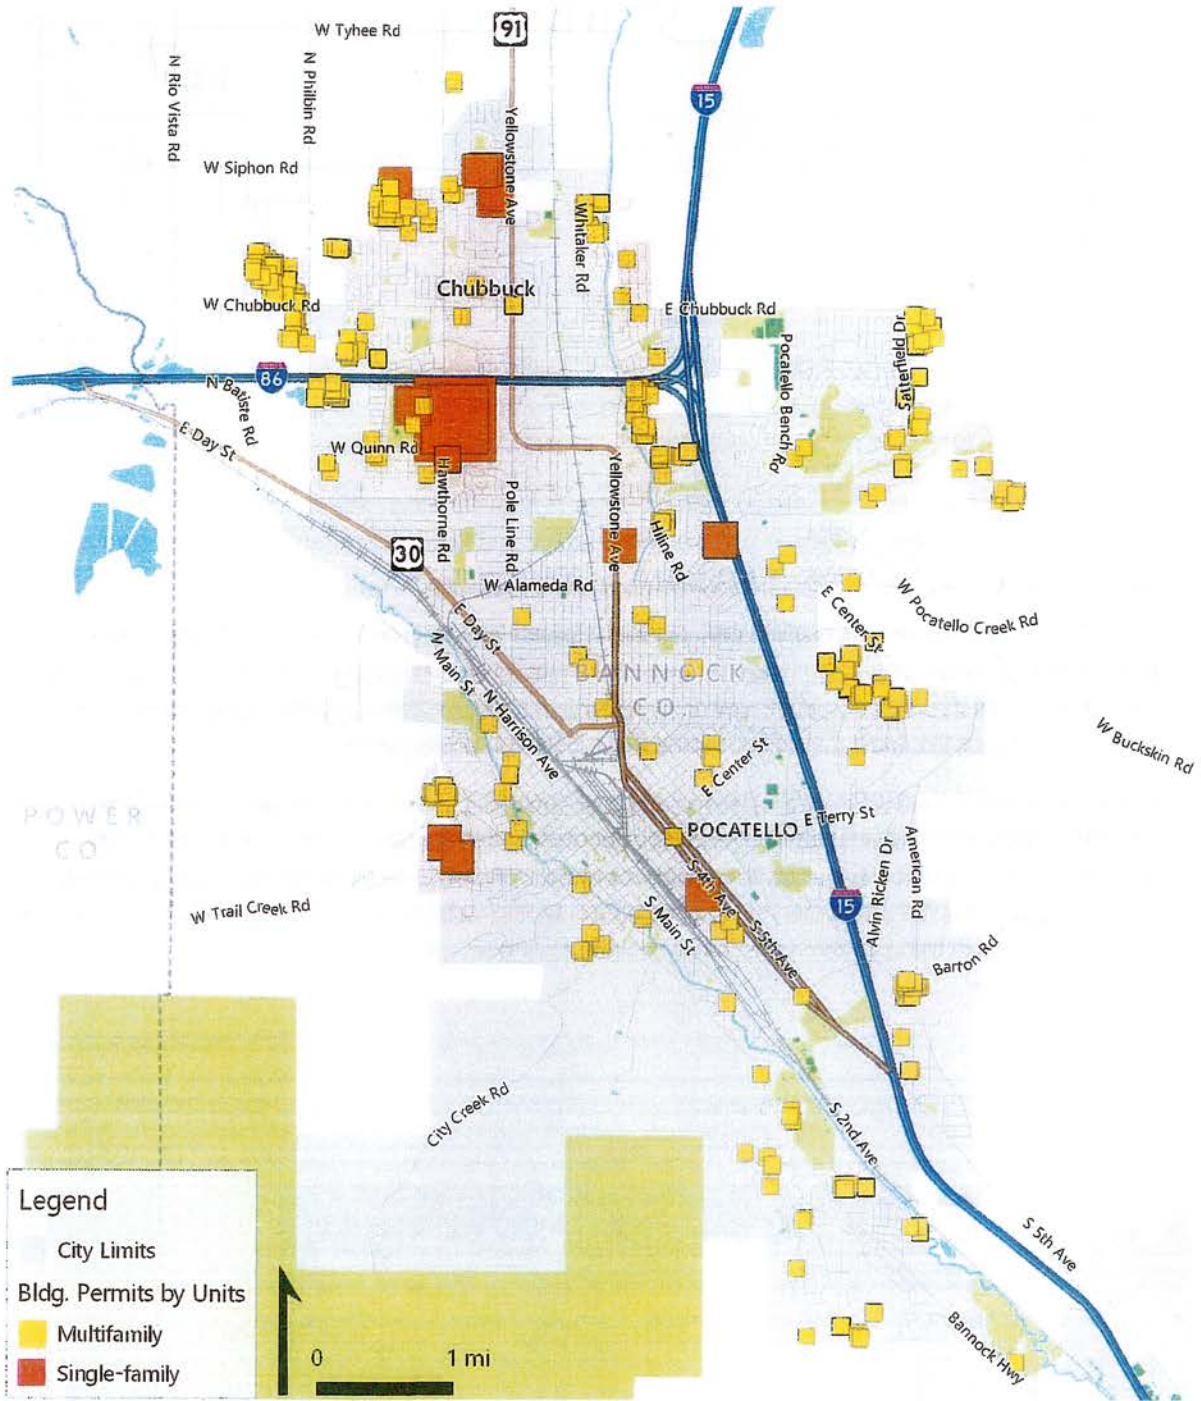 W Tyhee Rd
91
N Rio Vista Rd
N Philbin Rd
15
Yellowstone Ave
W Siphon Rd
Whitaker Rd
Chubbuck
W Chubbuck Rd
E Chubbuck Rd
Satterfield Dr
Pocatello Bench Rd
86
N Batiste Rd
E Day St
W Quinn Rd
Hawthorne Rd
Pole Line Rd
Yellowstone Ave
Hiline Rd
30
W Alameda Rd
E Day St
W Pocatello Creek Rd
E Center St
N Main St
BANNOCK
CO.
N Harrison Ave
W Buckskin Rd
E Center St
POWER
CO
POCATELLO
E Terry St
Alvin Ricken Dr
American Rd
S 4th Ave
S 5th Ave
15
W Trail Creek Rd
S Main St
Barton Rd
City Creek Rd
S 2nd Ave
S 5th Ave
Bannock Hwy
Legend
City Limits
Bldg. Permits by Units
Multifamily
Single-family
0 1 mi